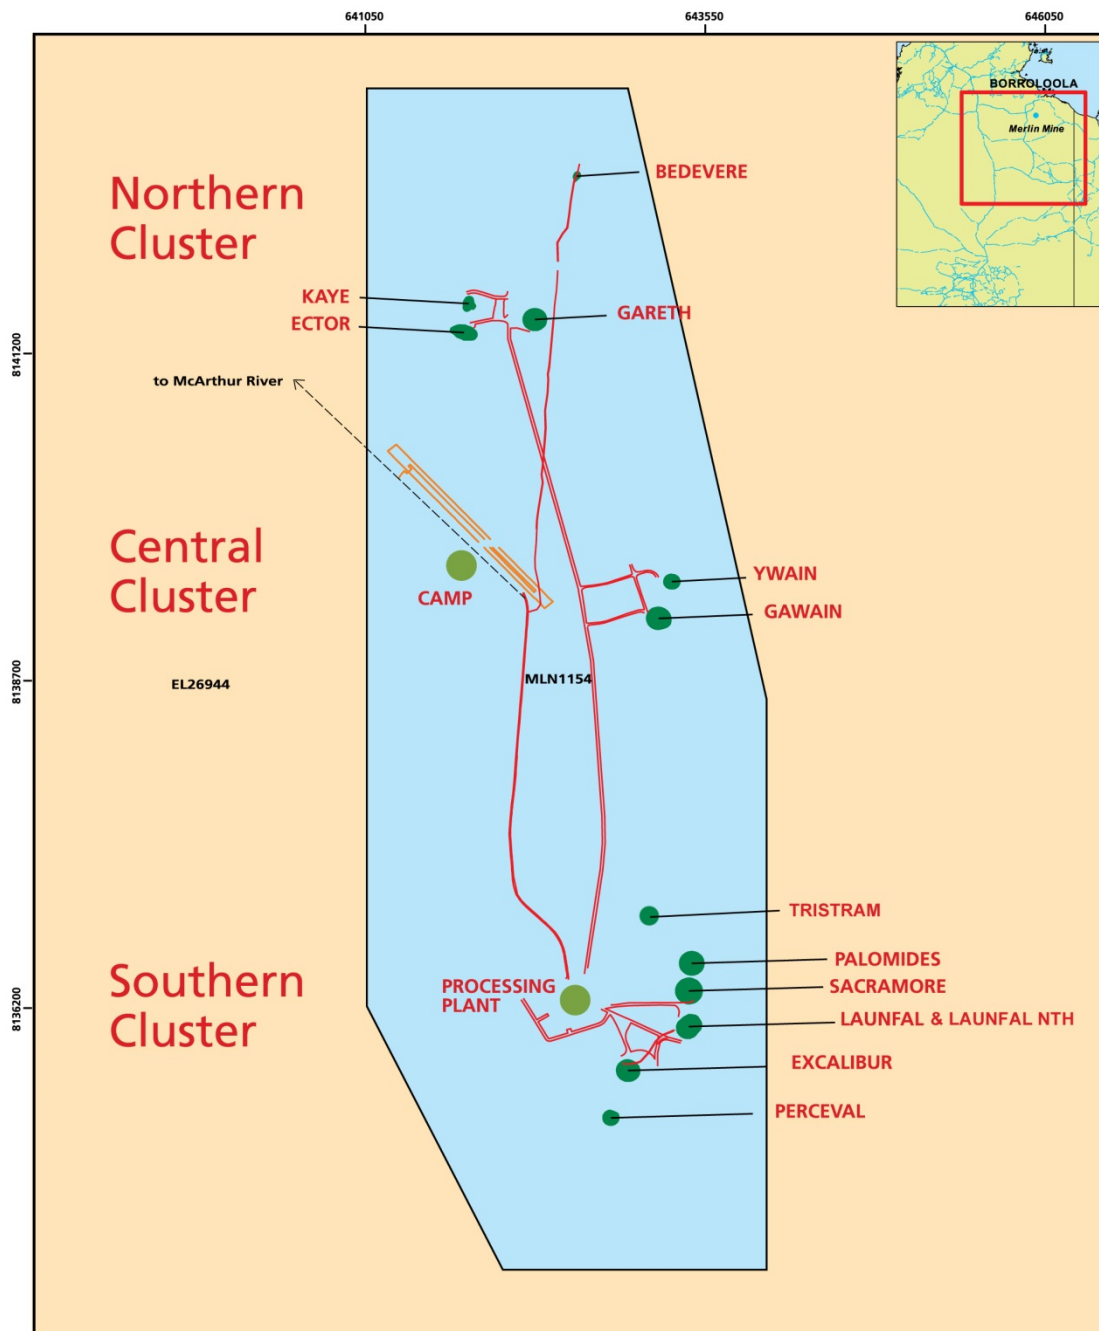 641050
643550
646050
BORROLOOLA
Merlin Mine
Northern
Cluster
BEDEVERE
KAYE
GARETH
ECTOR
8141200
to McArthur River
Central
Cluster
CAMP
YWAIN
GAWAIN
EL26944
MLN1154
8138700
TRISTRAM
Southern
Cluster
PROCESSING
PLANT
PALOMIDES
SACRAMORE
LAUNFAL & LAUNFAL NTH
8136200
EXCALIBUR
PERCEVAL